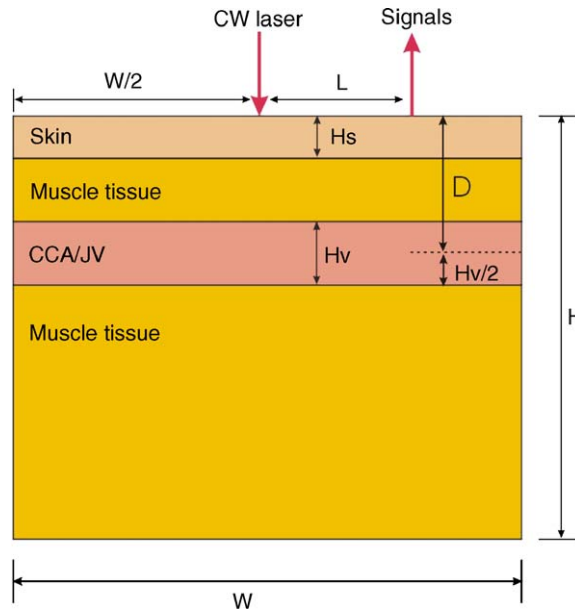 CW laser
Signals
W/2
L
Skin
Hs
D
Muscle tissue
CCA/JV
Hv
Hv/2
H
Muscle tissue
W